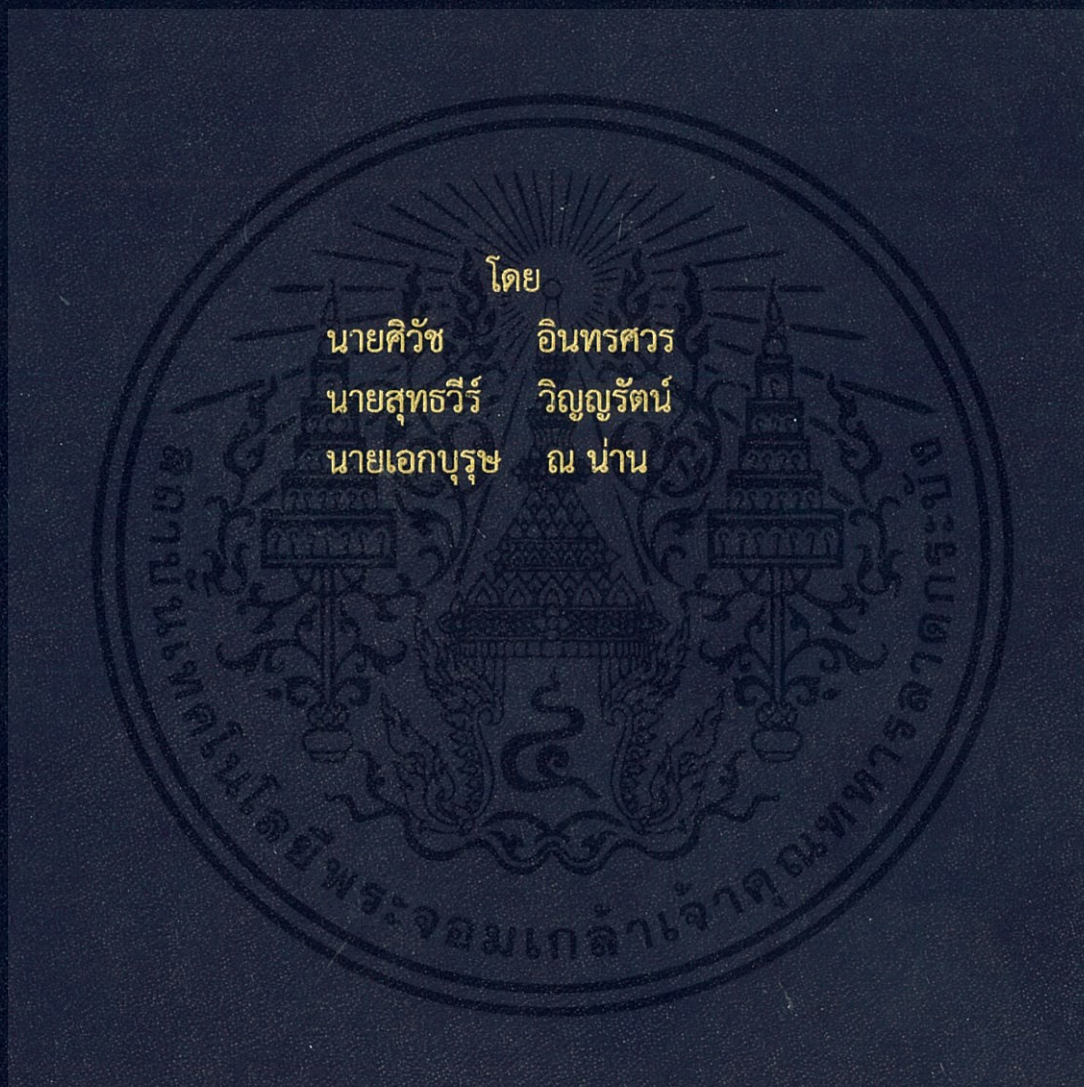 โดย
นายศิวัช อินทรศวร
นายสุทธวีร์ วิญญรัตน์
นายเอกบุรุษ ณ น่าน
สถาบันเทคโนโลยีพระจอมเกล้าเจ้าคุณทหารลาดกระบัง